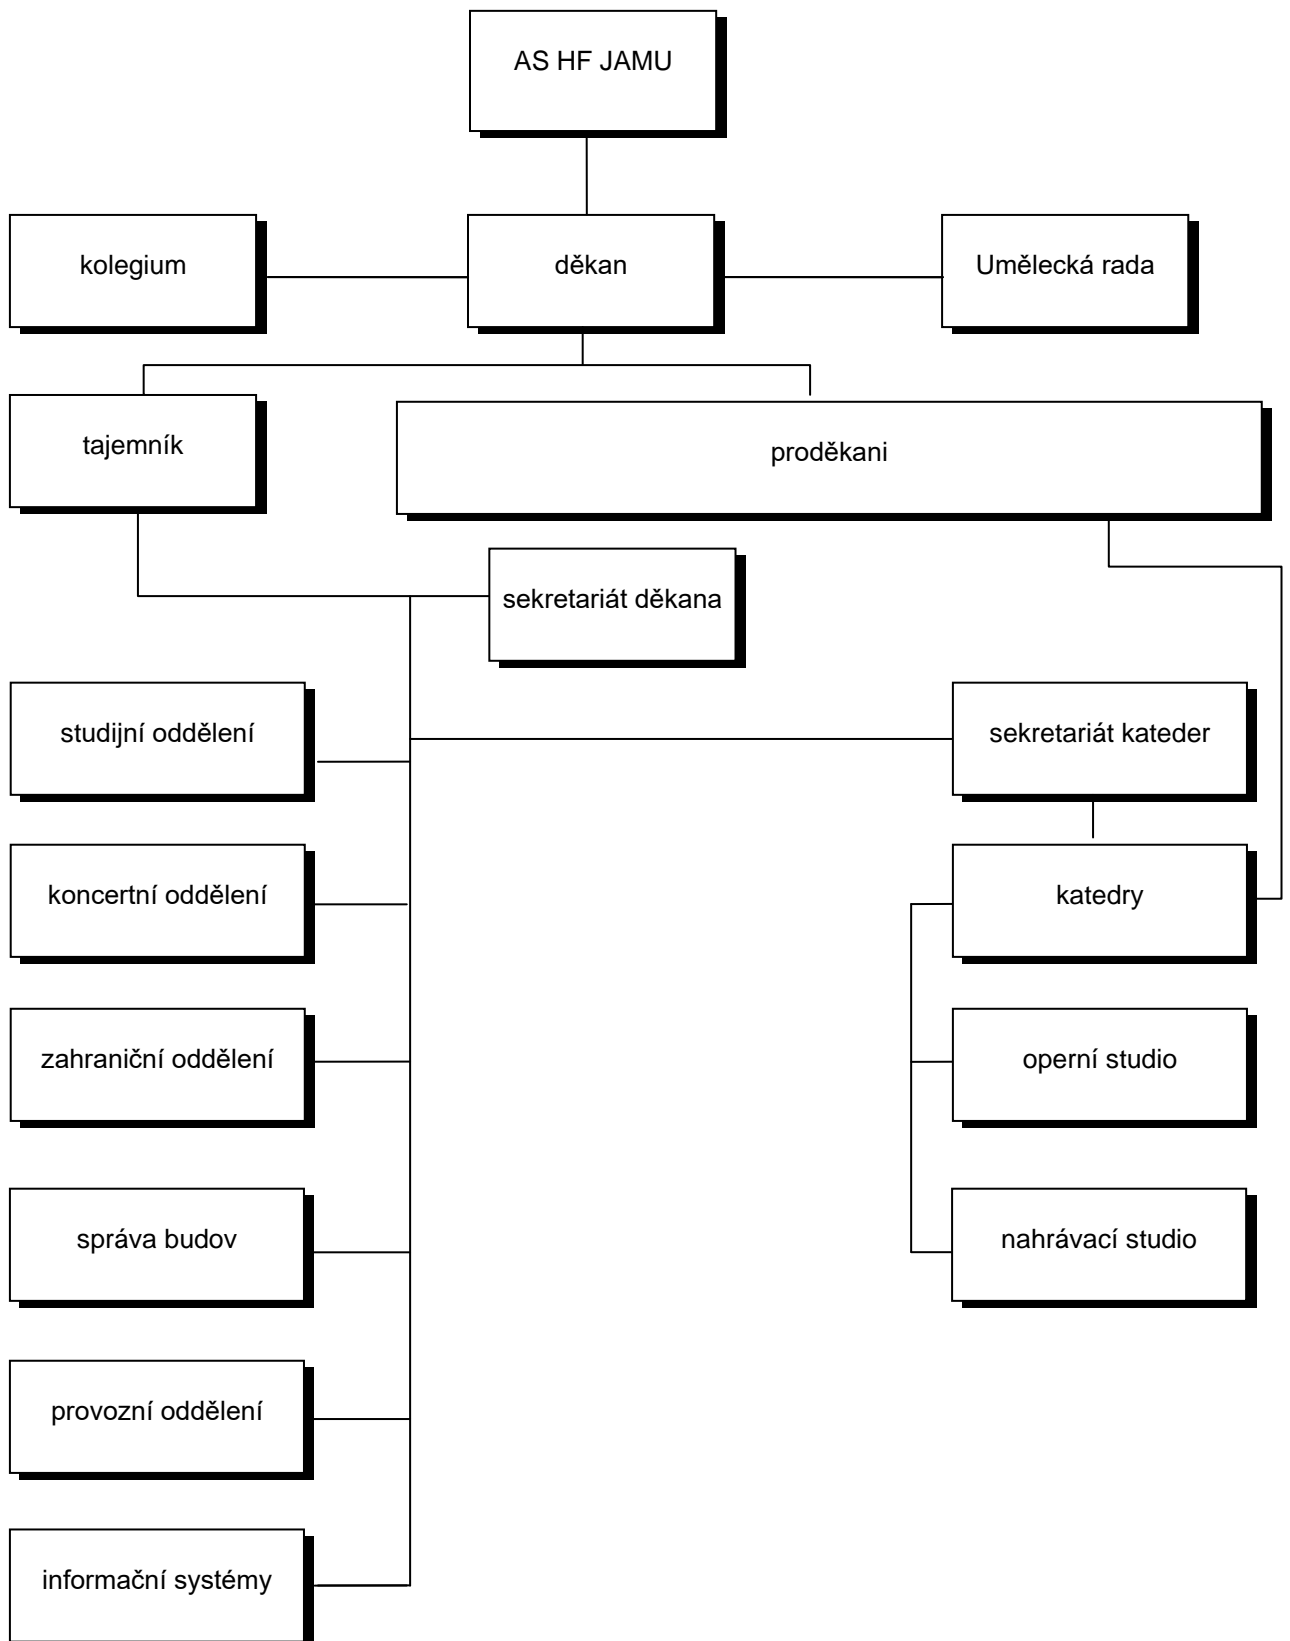 AS HF JAMU
kolegium
děkan
Umělecká rada
tajemník
proděkani
sekretariát děkana
studijní oddělení
sekretariát kateder
koncertní oddělení
katedry
zahraniční oddělení
operní studio
správa budov
nahrávací studio
provozní oddělení
informační systémy